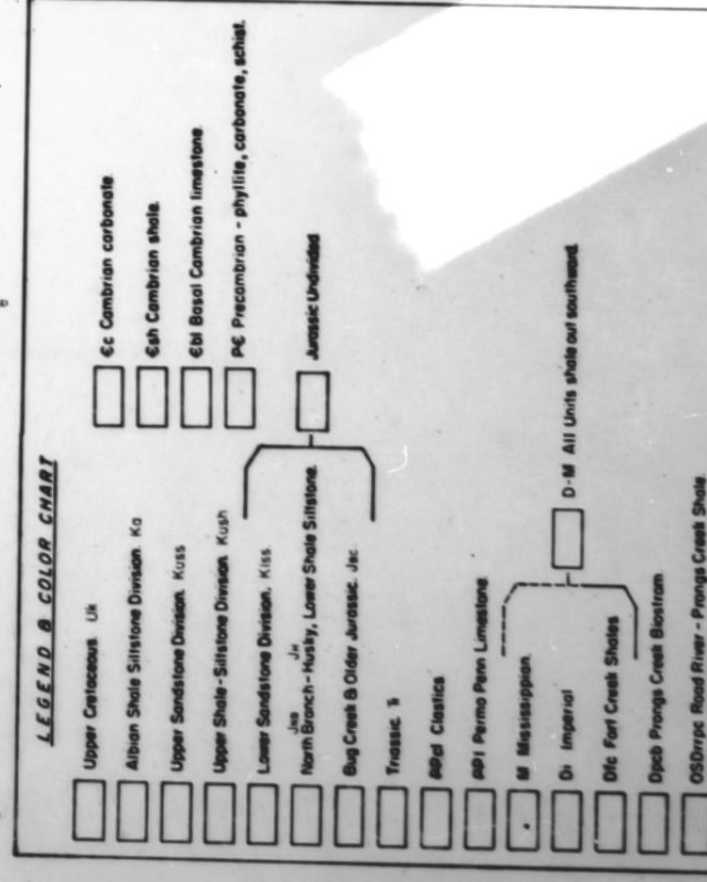 LEGEND & COLOR CHART
Upper Cretaceous Uk
Albian Shale Siltstone Division. Ka
Upper Sandstone Division. Kuss
Upper Shale-Siltstone Division. Kush
Lower Sandstone Division. Klss
Jnb JH
North Branch - Husky, Lower Shale Siltstone.
Bug Creek & Older Jurassic. Jbc
Triassic. Ѣ
PPcl Clastics
PPl Permo Penn Limestone
M Mississippian.
Di Imperial
Dfc Fort Creek Shales
Dpcb Prongs Creek Biostrom
OSDrrpc Road River - Prongs Creek Shale
Єc Cambrian carbonate
Єsh Cambrian shale.
Єbl Basal Cambrian limestone.
PЄ Precambrian - phyllite, carbonate, schist.
Jurassic Undivided
D-M All Units shale out southward.